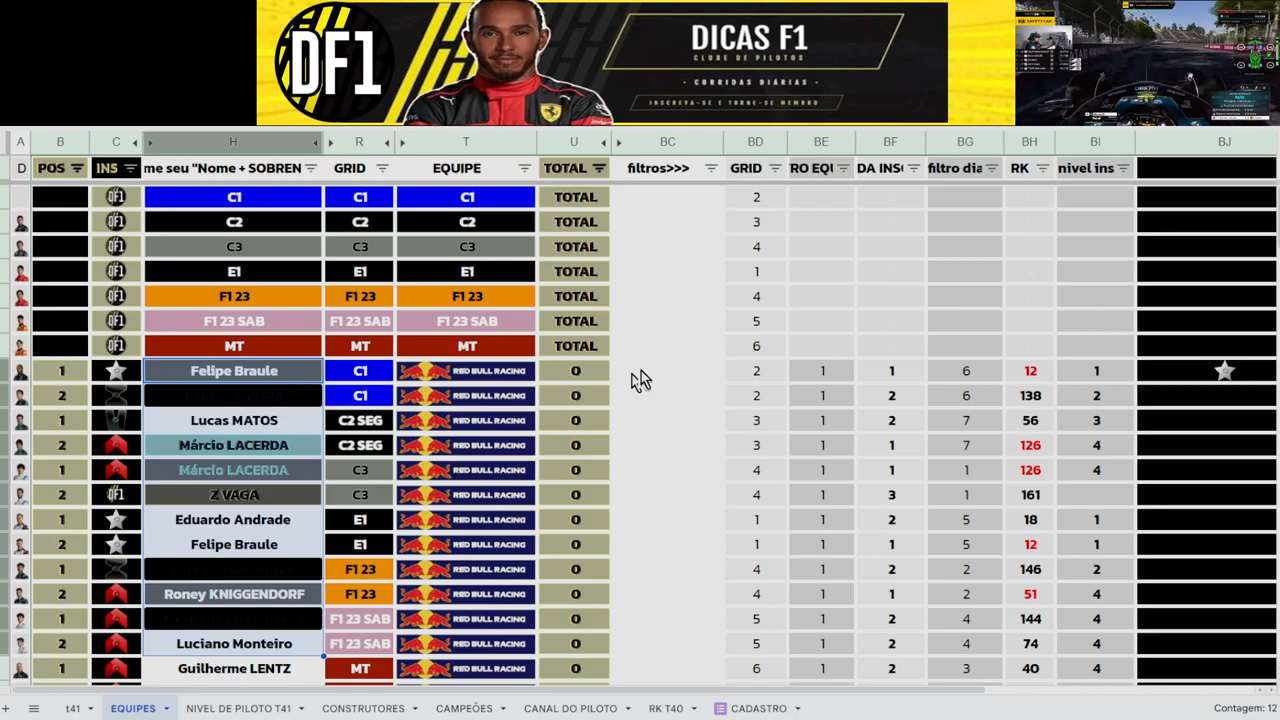 DF1
DICAS F1
CLUBE DE PILOTOS
- CORRIDAS DIÁRIAS -
INSCREVA-SE E TORNE-SE MEMBRO
SAFETY CAR
A B C H R T U BC BD BE BF BG BH BI BJ
D POS INS me seu "Nome + SOBREN GRID EQUIPE TOTAL filtros>>> GRID RO EQU DA INSC filtro dia RK nivel ins
DF1 C1 C1 C1 TOTAL 2
DF1 C2 C2 C2 TOTAL 3
DF1 C3 C3 C3 TOTAL 4
DF1 E1 E1 E1 TOTAL 1
DF1 F1 23 F1 23 F1 23 TOTAL 4
DF1 F1 23 SAB F1 23 SAB F1 23 SAB TOTAL 5
DF1 MT MT MT TOTAL 6
1 Felipe Braule C1 RED BULL RACING 0 2 1 1 6 12 1
2 C1 RED BULL RACING 0 2 1 2 6 138 2
1 Lucas MATOS C2 SEG RED BULL RACING 0 3 1 2 7 56 3
2 Márcio LACERDA C2 SEG RED BULL RACING 0 3 1 1 7 126 4
1 Márcio LACERDA C3 RED BULL RACING 0 4 1 1 1 126 4
2 DF1 Z VAGA C3 RED BULL RACING 0 4 1 3 1 161
1 Eduardo Andrade E1 RED BULL RACING 0 1 1 2 5 18 1
2 Felipe Braule E1 RED BULL RACING 0 1 1 1 5 12 1
1 F1 23 RED BULL RACING 0 4 1 2 2 146 2
2 Roney KNIGGENDORF F1 23 RED BULL RACING 0 4 1 1 2 51 4
1 F1 23 SAB RED BULL RACING 0 5 1 2 4 144 4
2 Luciano Monteiro F1 23 SAB RED BULL RACING 0 5 1 2 4 74 4
1 Guilherme LENTZ MT RED BULL RACING 0 6 1 2 3 40 4
+ t41 EQUIPES NIVEL DE PILOTO T41 CONSTRUTORES CAMPEÕES CANAL DO PILOTO RK T40 CADASTRO Contagem: 12